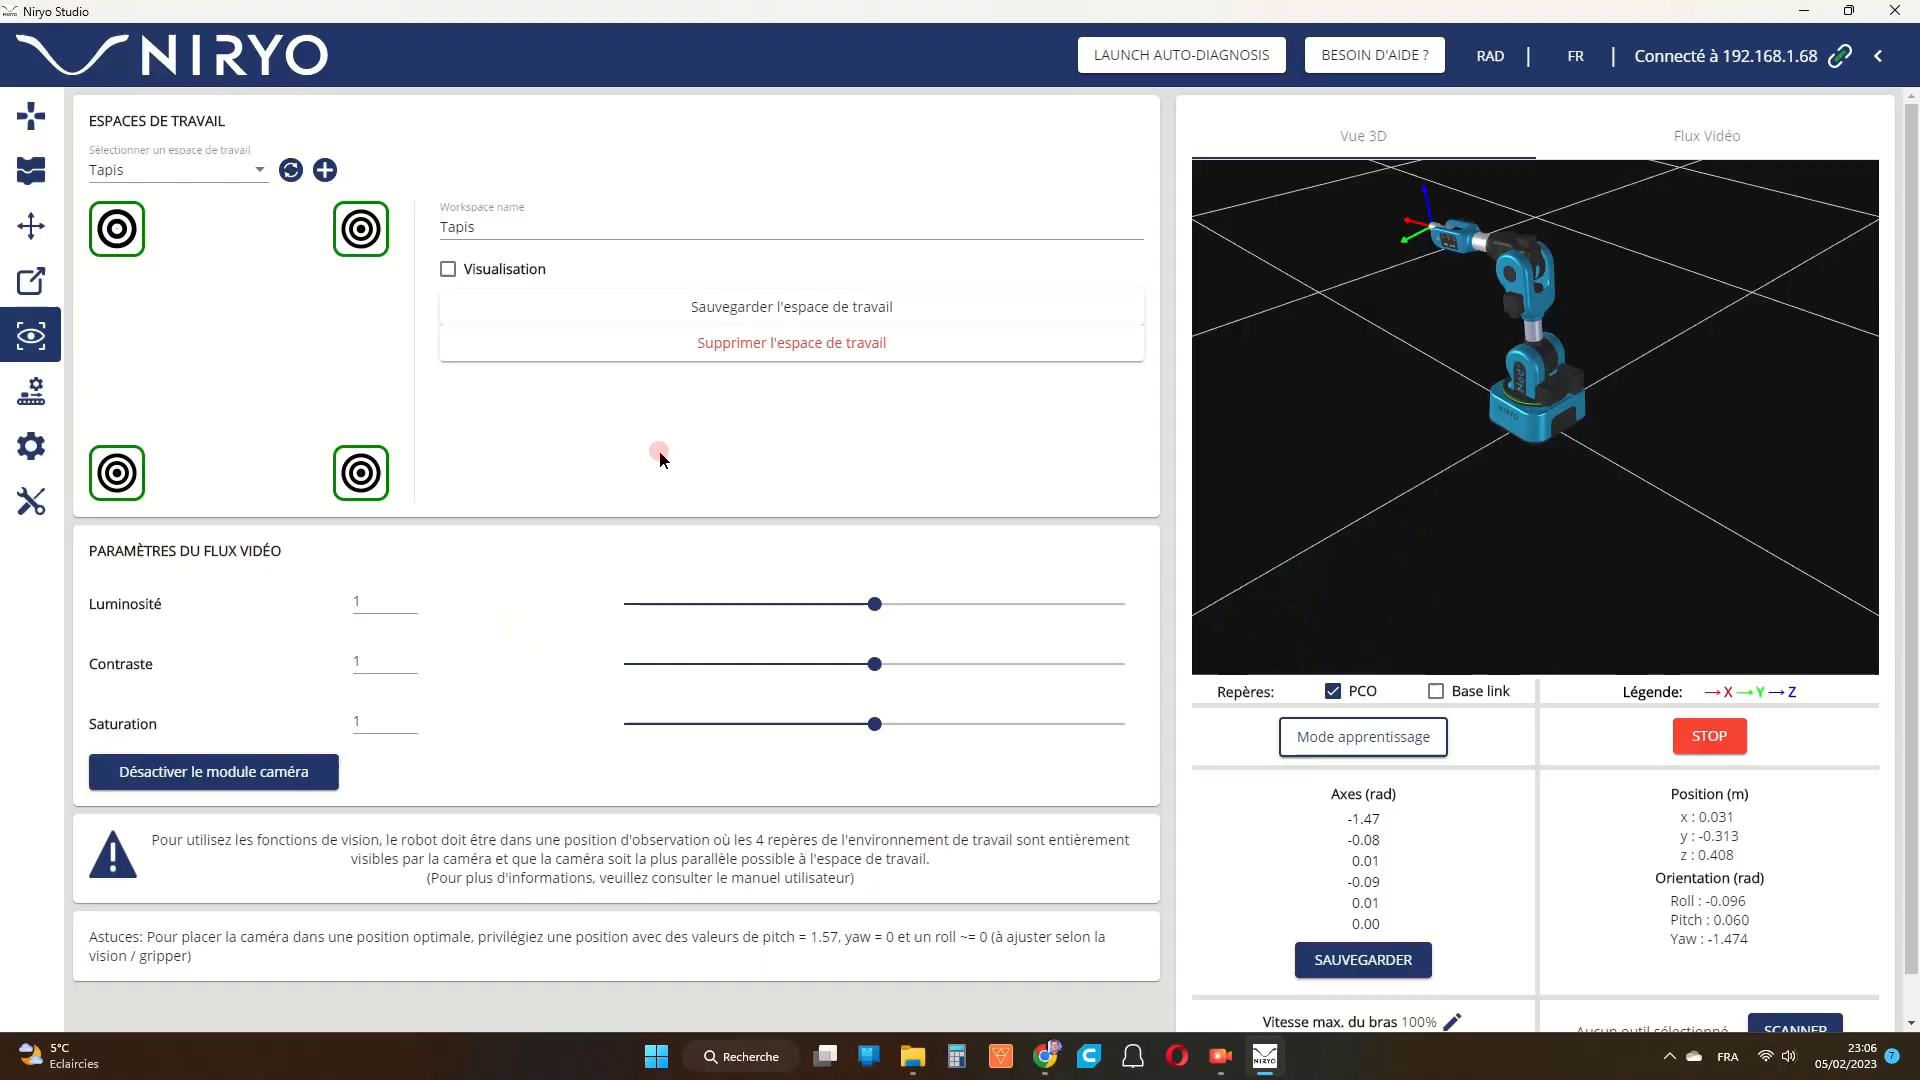 Niryo Studio
NIRYO
LAUNCH AUTO-DIAGNOSIS
BESOIN D'AIDE ?
RAD
FR
Connecté à 192.168.1.68
ESPACES DE TRAVAIL
Sélectionner un espace de travail
Tapis
Workspace name
Tapis
Visualisation
Sauvegarder l'espace de travail
Supprimer l'espace de travail
PARAMÈTRES DU FLUX VIDÉO
Luminosité
1
Contraste
1
Saturation
1
Désactiver le module caméra
Pour utilisez les fonctions de vision, le robot doit être dans une position d'observation où les 4 repères de l'environnement de travail sont entièrement
visibles par la caméra et que la caméra soit la plus parallèle possible à l'espace de travail.
(Pour plus d'informations, veuillez consulter le manuel utilisateur)
Astuces: Pour placer la caméra dans une position optimale, privilégiez une position avec des valeurs de pitch = 1.57, yaw = 0 et un roll ~= 0 (à ajuster selon la
vision / gripper)
Vue 3D
Flux Vidéo
Ned
NIRYO
Repères:
PCO
Base link
Légende:
X
Y
Z
Mode apprentissage
STOP
Axes (rad)
-1.47
-0.08
0.01
-0.09
0.01
0.00
SAUVEGARDER
Position (m)
x : 0.031
y : -0.313
z : 0.408
Orientation (rad)
Roll : -0.096
Pitch : 0.060
Yaw : -1.474
Vitesse max. du bras 100%
Aucun outil sélectionné
SCANNER
5°C
Eclaircies
Recherche
NIRYO
FRA
23:06
05/02/2023
7